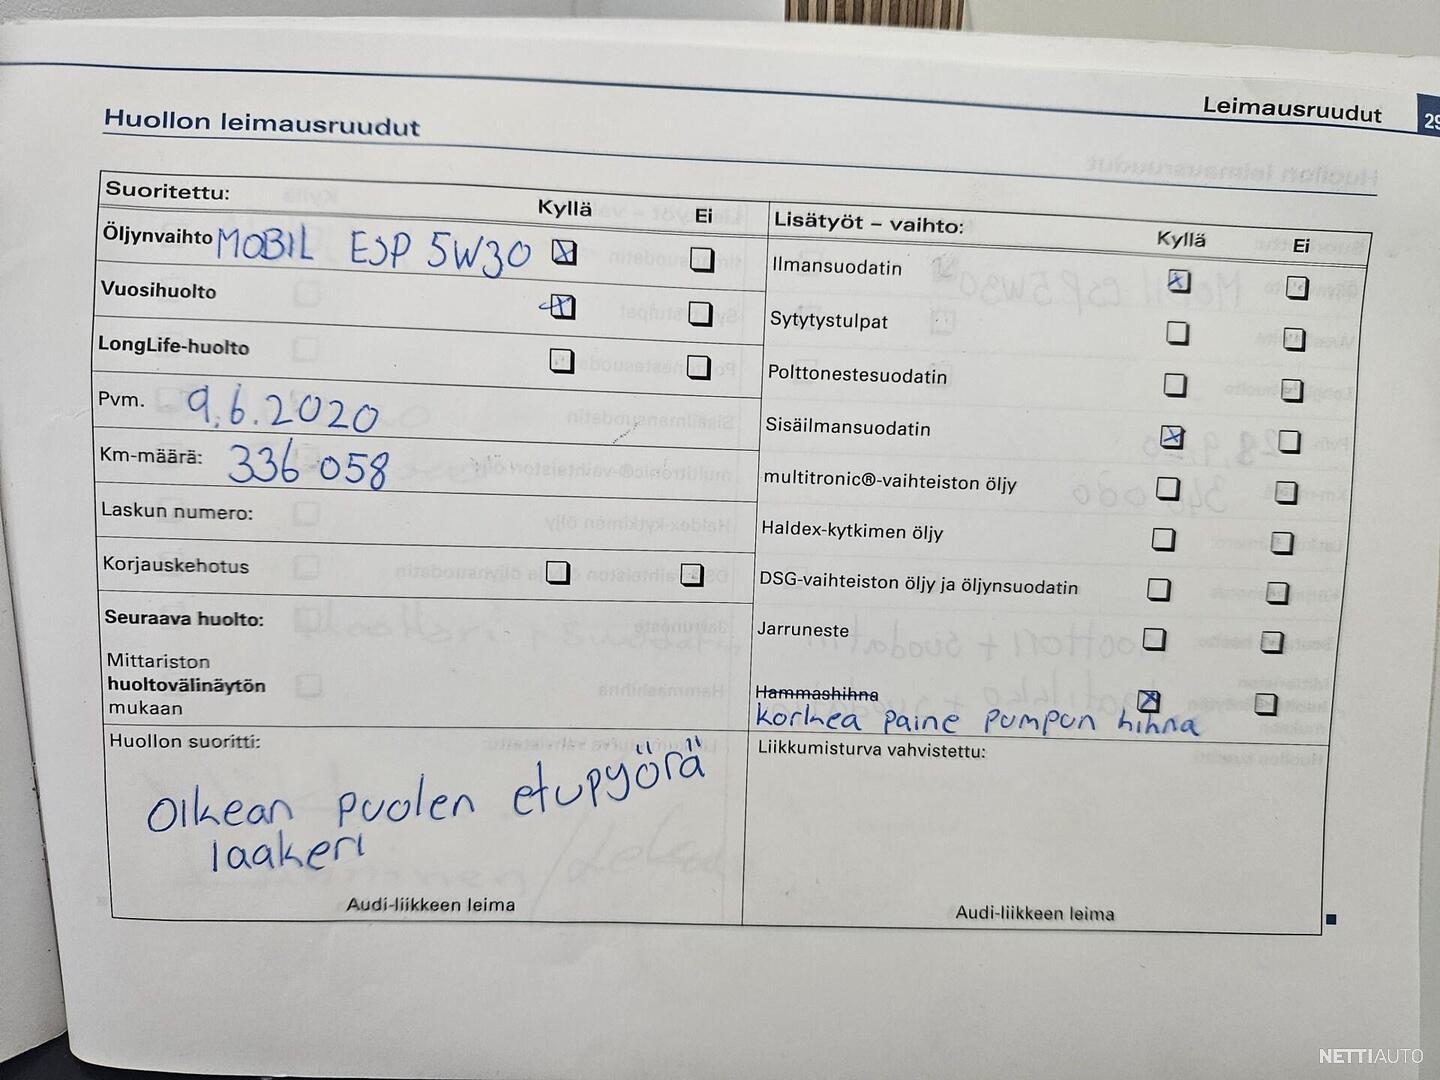 Leimausruudut
29
Huollon leimausruudut
Suoritettu:
Kyllä Ei
Öljynvaihto MOBIL ESP 5W30
Vuosihuolto
LongLife-huolto
Pvm. 9.6.2020
Km-määrä: 336 058
Laskun numero:
Korjauskehotus
Seuraava huolto:
Mittariston
huoltovälinäytön
mukaan
Huollon suoritti:
Oikean puolen etupyörä
laakeri
Audi-liikkeen leima
Lisätyöt – vaihto:
Kyllä Ei
Ilmansuodatin
Sytytystulpat
Polttonestesuodatin
Sisäilmansuodatin
multitronic®-vaihteiston öljy
Haldex-kytkimen öljy
DSG-vaihteiston öljy ja öljynsuodatin
Jarruneste
Hammashihna
korkea paine pumpun hihna
Liikkumisturva vahvistettu:
Audi-liikkeen leima
NETTIAUTO